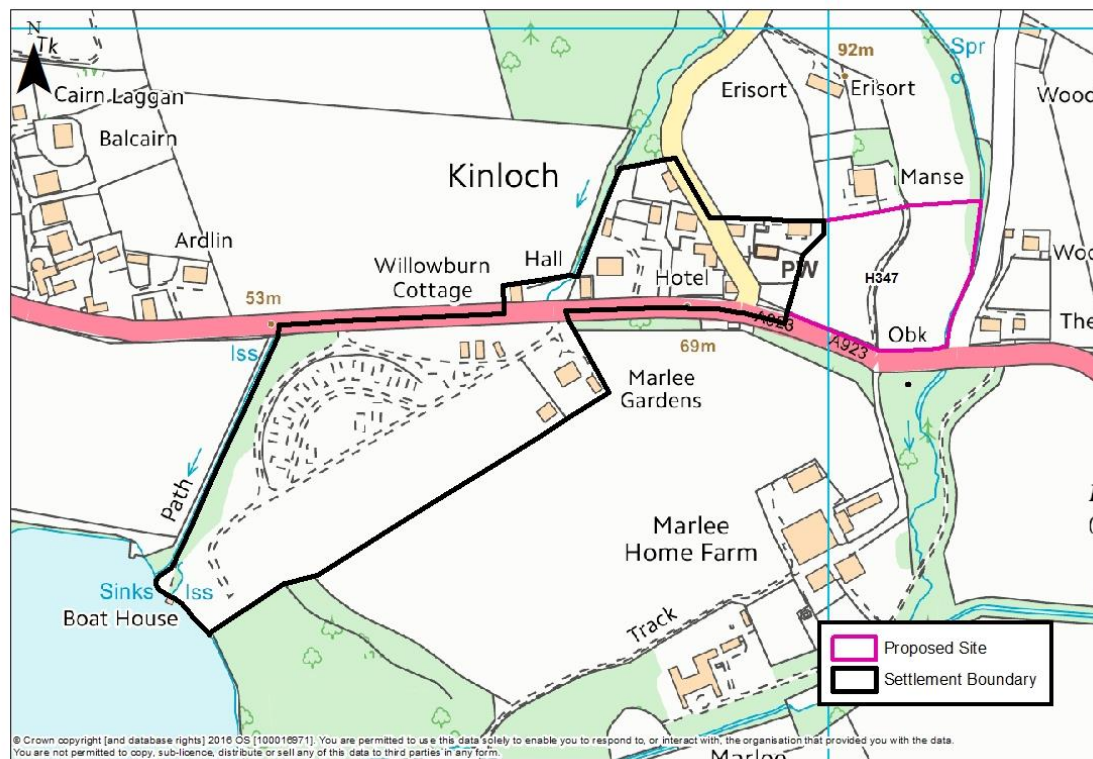 N
Tk
Cairn Laggan
Balcairn
Ardlin
Kinloch
Willowburn
Cottage
Hall
Hotel
PW
53m
69m
92m
Spr
Erisort
Erisort
Manse
H347
Obk
A923
A923
Iss
Path
Sinks
Iss
Boat House
Marlee
Gardens
Marlee
Home Farm
Track
Wood
Woo
The
Marlee
Proposed Site
Settlement Boundary
© Crown copyright [and database rights] 2016 OS [100016971]. You are permitted to use this data solely to enable you to respond to, or interact with, the organisation that provided you with the data.
You are not permitted to copy, sub-licence, distribute or sell any of this data to third parties in any form.